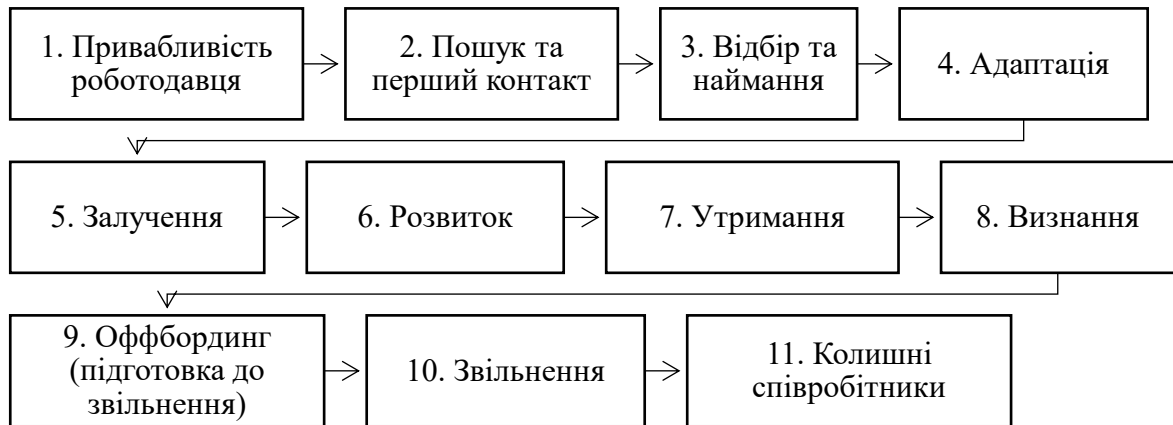 1. Привабливість
роботодавця
2. Пошук та
перший контакт
3. Відбір та
наймання
4. Адаптація
5. Залучення
6. Розвиток
7. Утримання
8. Визнання
9. Оффбординг
(підготовка до
звільнення)
10. Звільнення
11. Колишні
співробітники